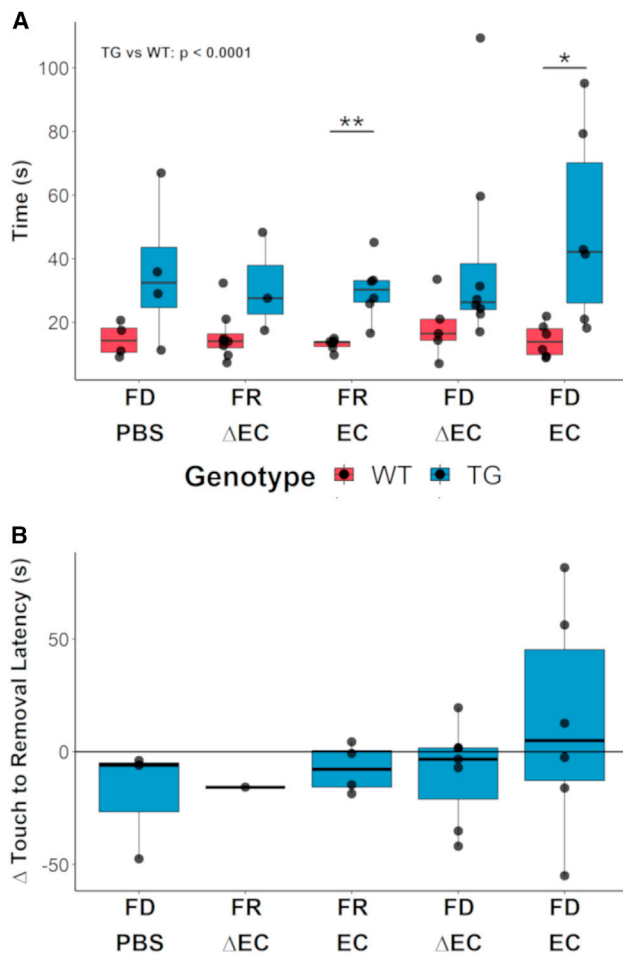 A
TG vs WT: p < 0.0001
**
*
Time (s)
100
80
60
40
20
FD FR FR FD FD
PBS ΔEC EC ΔEC EC
Genotype WT TG
B
Δ Touch to Removal Latency (s)
50
0
-50
FD FR FR FD FD
PBS ΔEC EC ΔEC EC